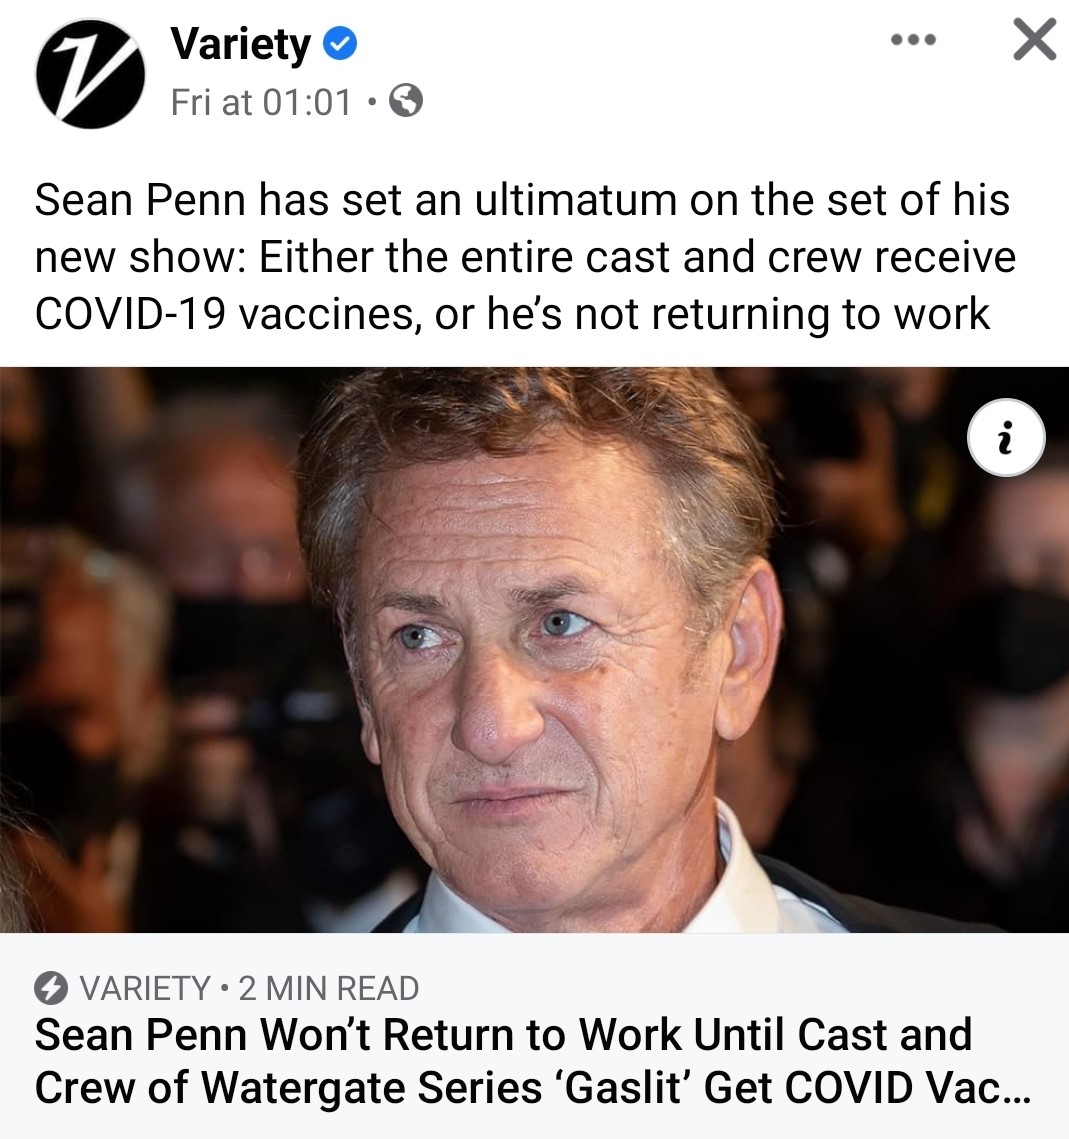 Variety
Fri at 01:01 •
Sean Penn has set an ultimatum on the set of his
new show: Either the entire cast and crew receive
COVID-19 vaccines, or he’s not returning to work
i
VARIETY • 2 MIN READ
Sean Penn Won’t Return to Work Until Cast and
Crew of Watergate Series ‘Gaslit’ Get COVID Vac...